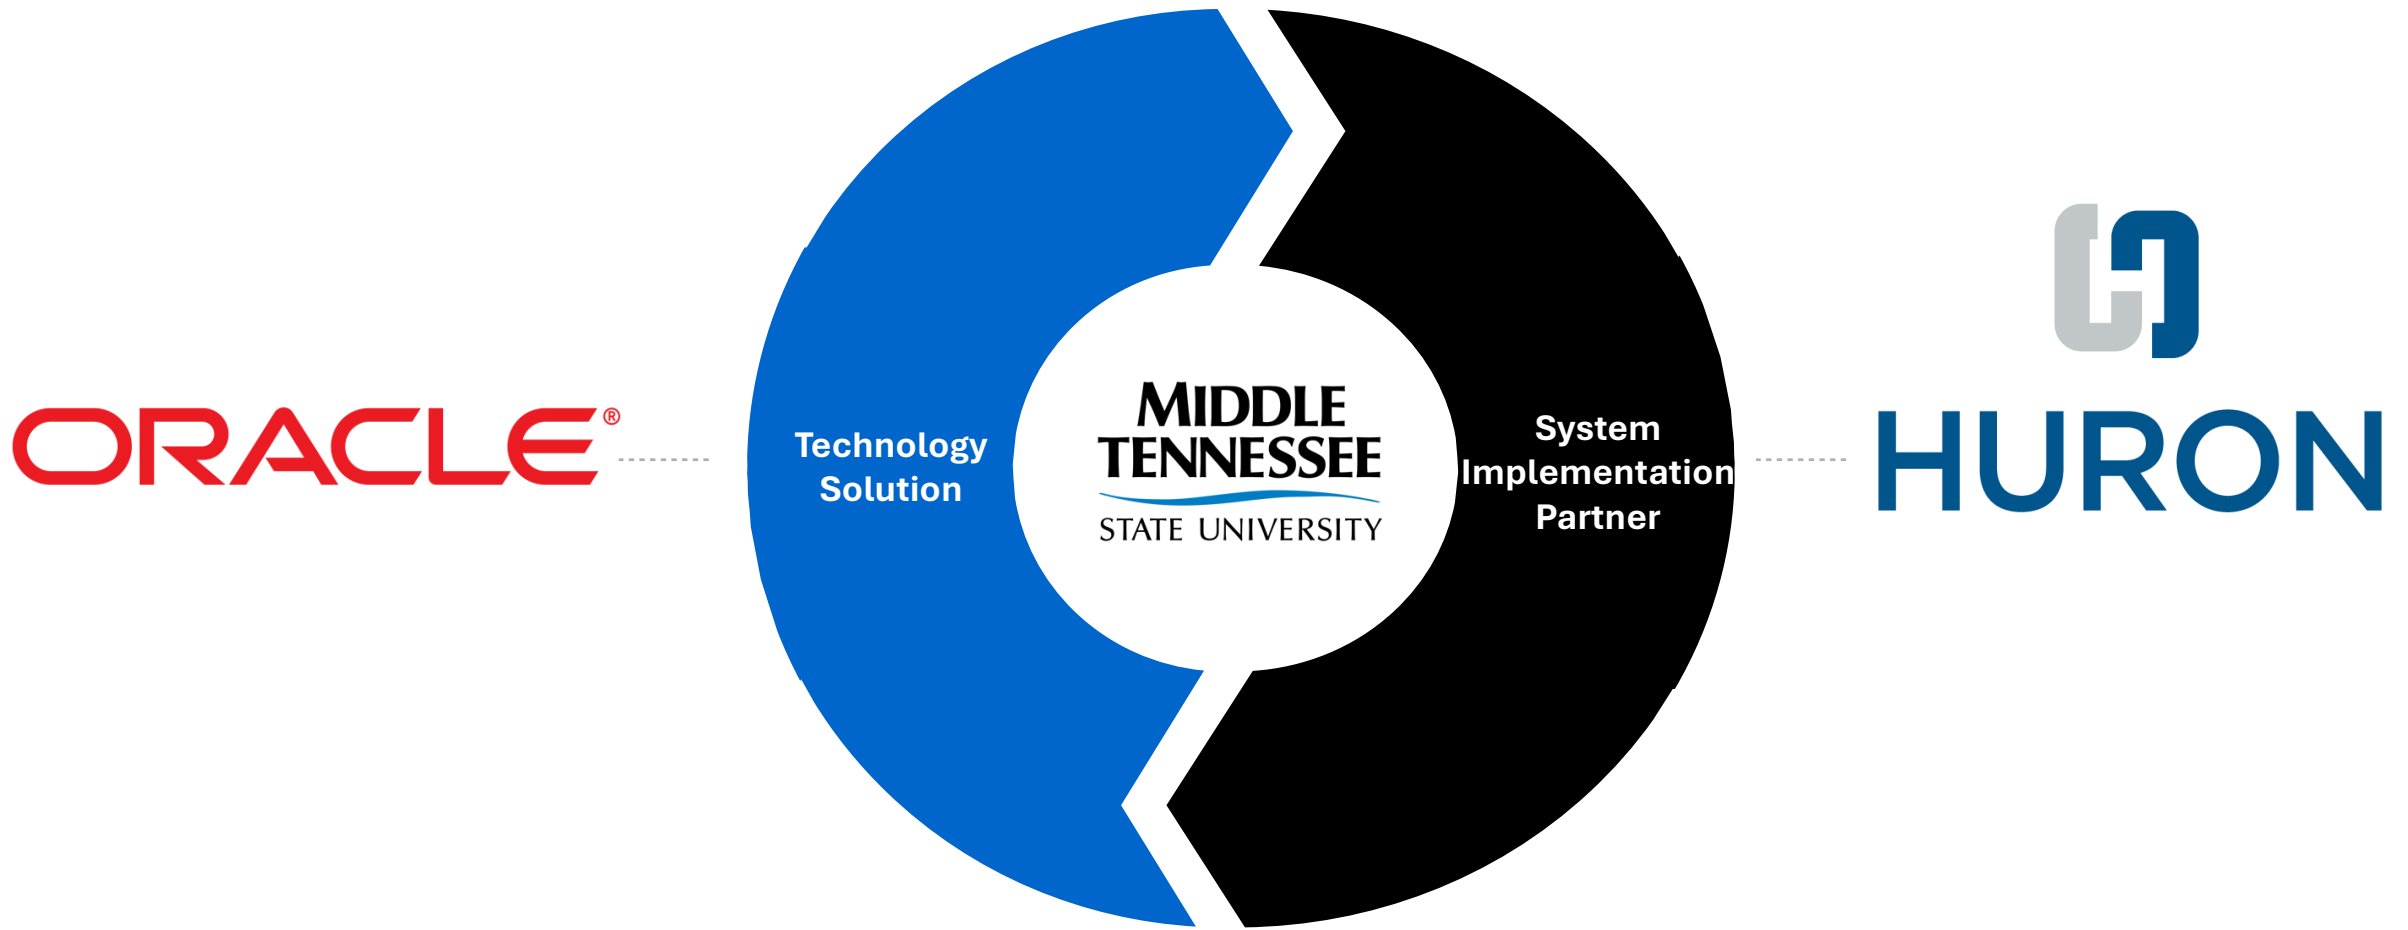 ORACLE®
Technology
Solution
MIDDLE
TENNESSEE
STATE UNIVERSITY
System
Implementation
Partner
HURON